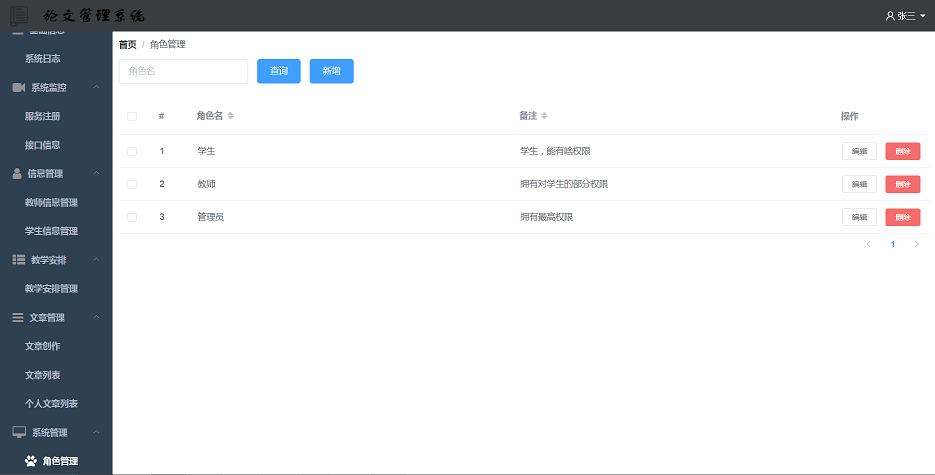 论文管理系统
张三
基础信息
系统日志
系统监控
服务注册
接口信息
信息管理
教师信息管理
学生信息管理
教学安排
教学安排管理
文章管理
文章创作
文章列表
个人文章列表
系统管理
角色管理
首页 / 角色管理
角色名
查询
新增
# 角色名 备注 操作
1 学生 学生，能有啥权限 编辑 删除
2 教师 拥有对学生的部分权限 编辑 删除
3 管理员 拥有最高权限 编辑 删除
1